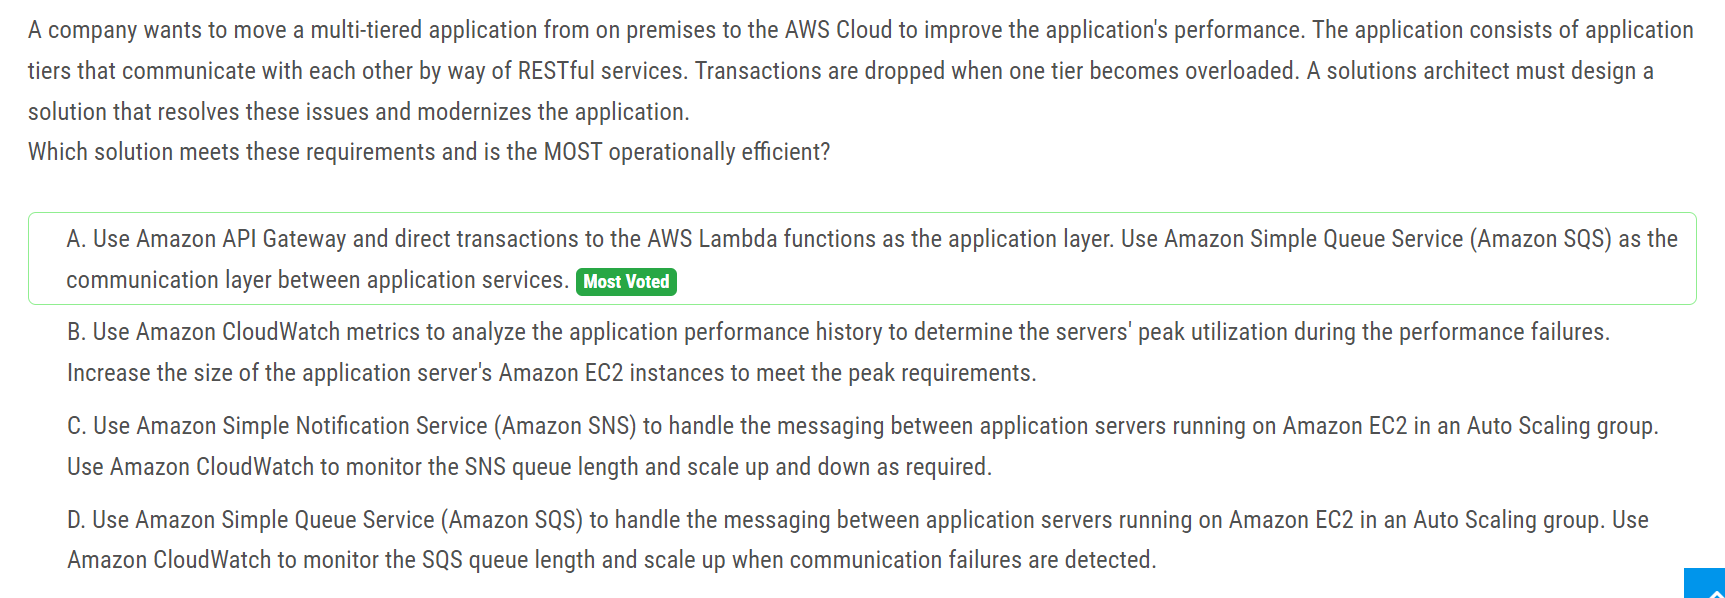 A company wants to move a multi-tiered application from on premises to the AWS Cloud to improve the application's performance. The application consists of application
tiers that communicate with each other by way of RESTful services. Transactions are dropped when one tier becomes overloaded. A solutions architect must design a
solution that resolves these issues and modernizes the application.
Which solution meets these requirements and is the MOST operationally efficient?
A. Use Amazon API Gateway and direct transactions to the AWS Lambda functions as the application layer. Use Amazon Simple Queue Service (Amazon SQS) as the
communication layer between application services. Most Voted
B. Use Amazon CloudWatch metrics to analyze the application performance history to determine the servers' peak utilization during the performance failures.
Increase the size of the application server's Amazon EC2 instances to meet the peak requirements.
C. Use Amazon Simple Notification Service (Amazon SNS) to handle the messaging between application servers running on Amazon EC2 in an Auto Scaling group.
Use Amazon CloudWatch to monitor the SNS queue length and scale up and down as required.
D. Use Amazon Simple Queue Service (Amazon SQS) to handle the messaging between application servers running on Amazon EC2 in an Auto Scaling group. Use
Amazon CloudWatch to monitor the SQS queue length and scale up when communication failures are detected.